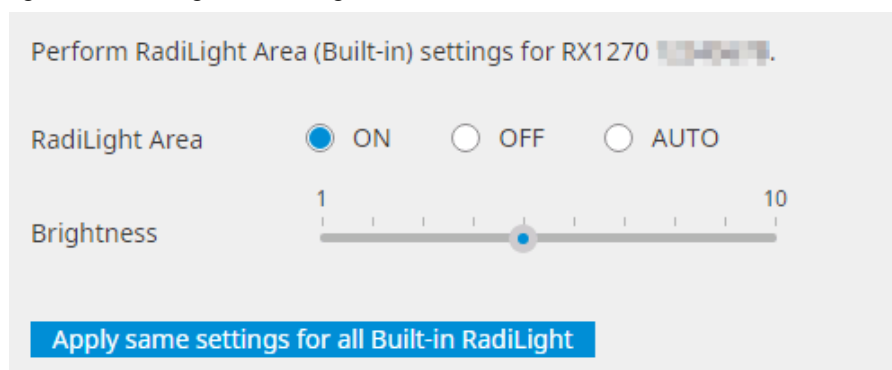 Perform RadiLight Area (Built-in) settings for RX1270 .
RadiLight Area ON OFF AUTO
1 10
Brightness
Apply same settings for all Built-in RadiLight